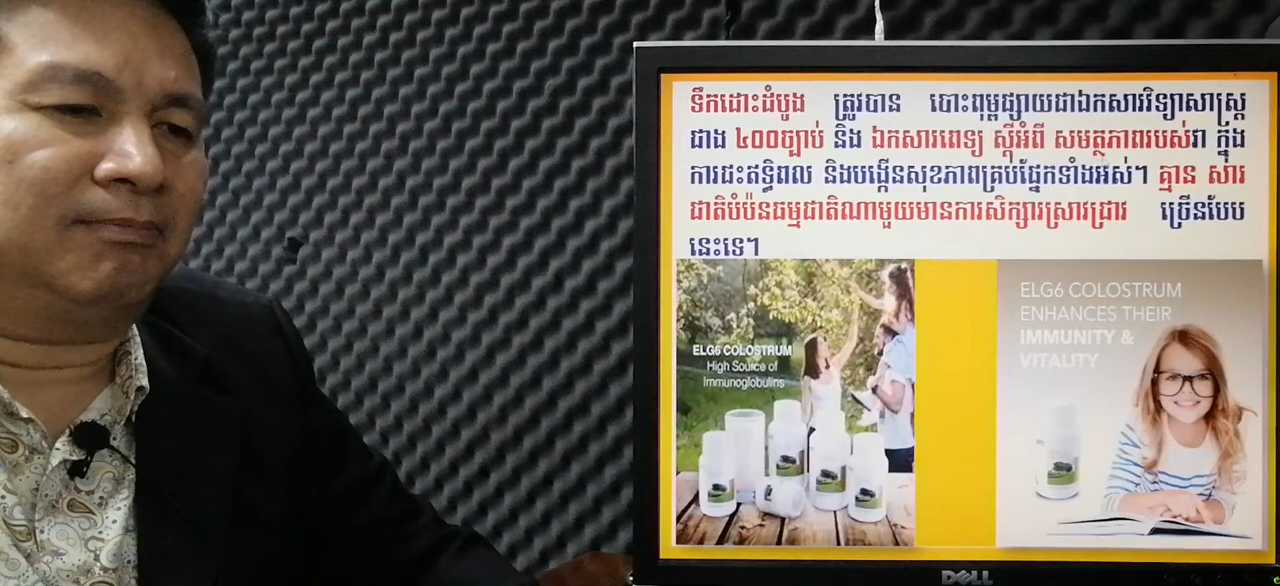 ទឹកដោះដំបូង ត្រូវបាន បោះពុម្ពផ្សាយជាឯកសារវិទ្យាសាស្ត្រ
ជាង ៤០០ច្បាប់ និង ឯកសារពេទ្យ ស្តីអំពី សមត្ថភាពរបស់វា ក្នុង
ការជះឥទ្ធិពល និងបង្កើនសុខភាពគ្រប់ផ្នែកទាំងអស់។ គ្មាន សារ
ជាតិបំប៉នធម្មជាតិណាមួយមានការសិក្សាស្រាវជ្រាវ ច្រើនបែប
នេះទេ។
ELG6 COLOSTRUM
High Source of
Immunoglobulins
ELG6 COLOSTRUM
ENHANCES THEIR
IMMUNITY &
VITALITY
DELL